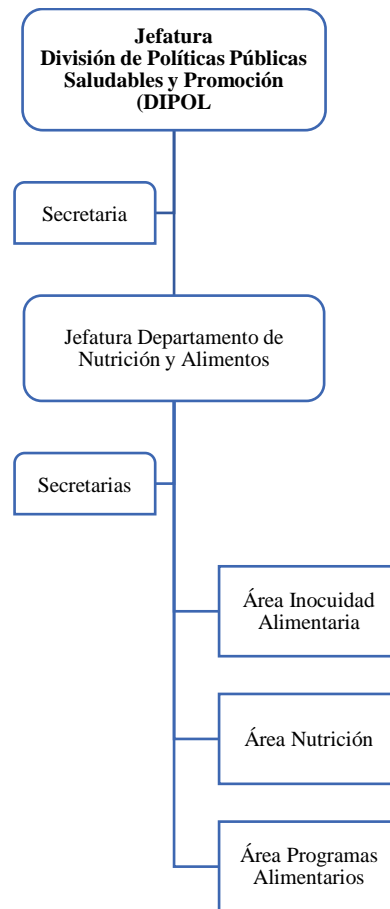 Jefatura
División de Políticas Públicas
Saludables y Promoción
(DIPOL
Secretaria
Jefatura Departamento de
Nutrición y Alimentos
Secretarias
Área Inocuidad
Alimentaria
Área Nutrición
Área Programas
Alimentarios